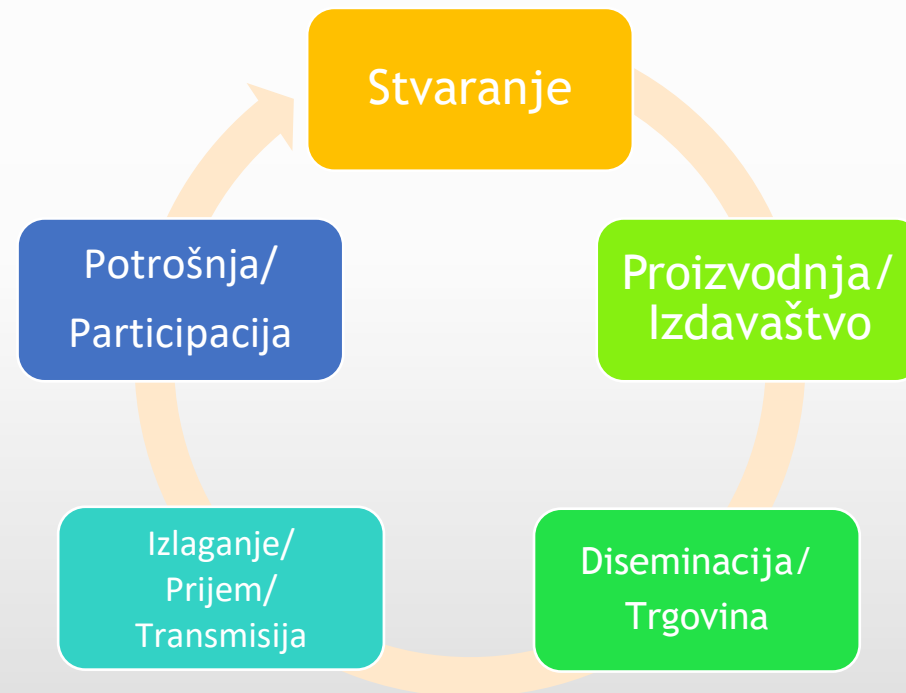 Stvaranje
Proizvodnja/
Izdavaštvo
Diseminacija/
Trgovina
Izlaganje/
Prijem/
Transmisija
Potrošnja/
Participacija